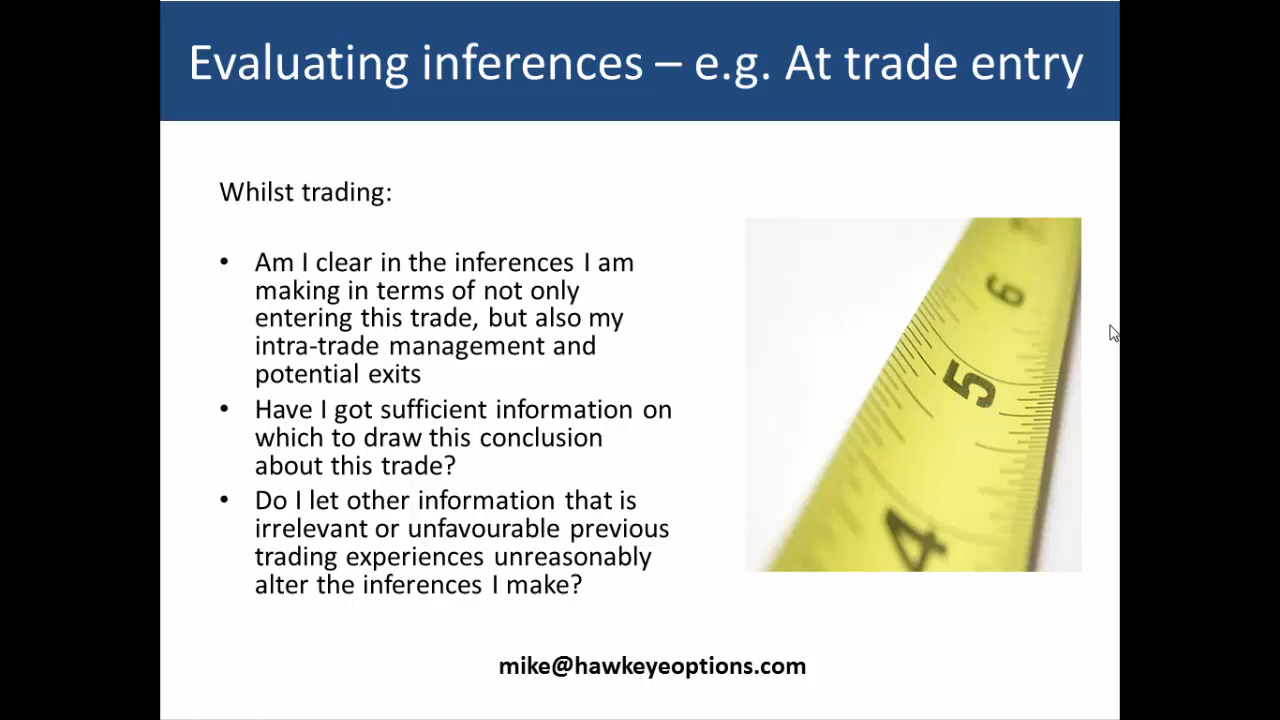 Evaluating inferences – e.g. At trade entry
Whilst trading:
• Am I clear in the inferences I am
making in terms of not only
entering this trade, but also my
intra-trade management and
potential exits
• Have I got sufficient information on
which to draw this conclusion
about this trade?
• Do I let other information that is
irrelevant or unfavourable previous
trading experiences unreasonably
alter the inferences I make?
6
5
4
mike@hawkeyeoptions.com